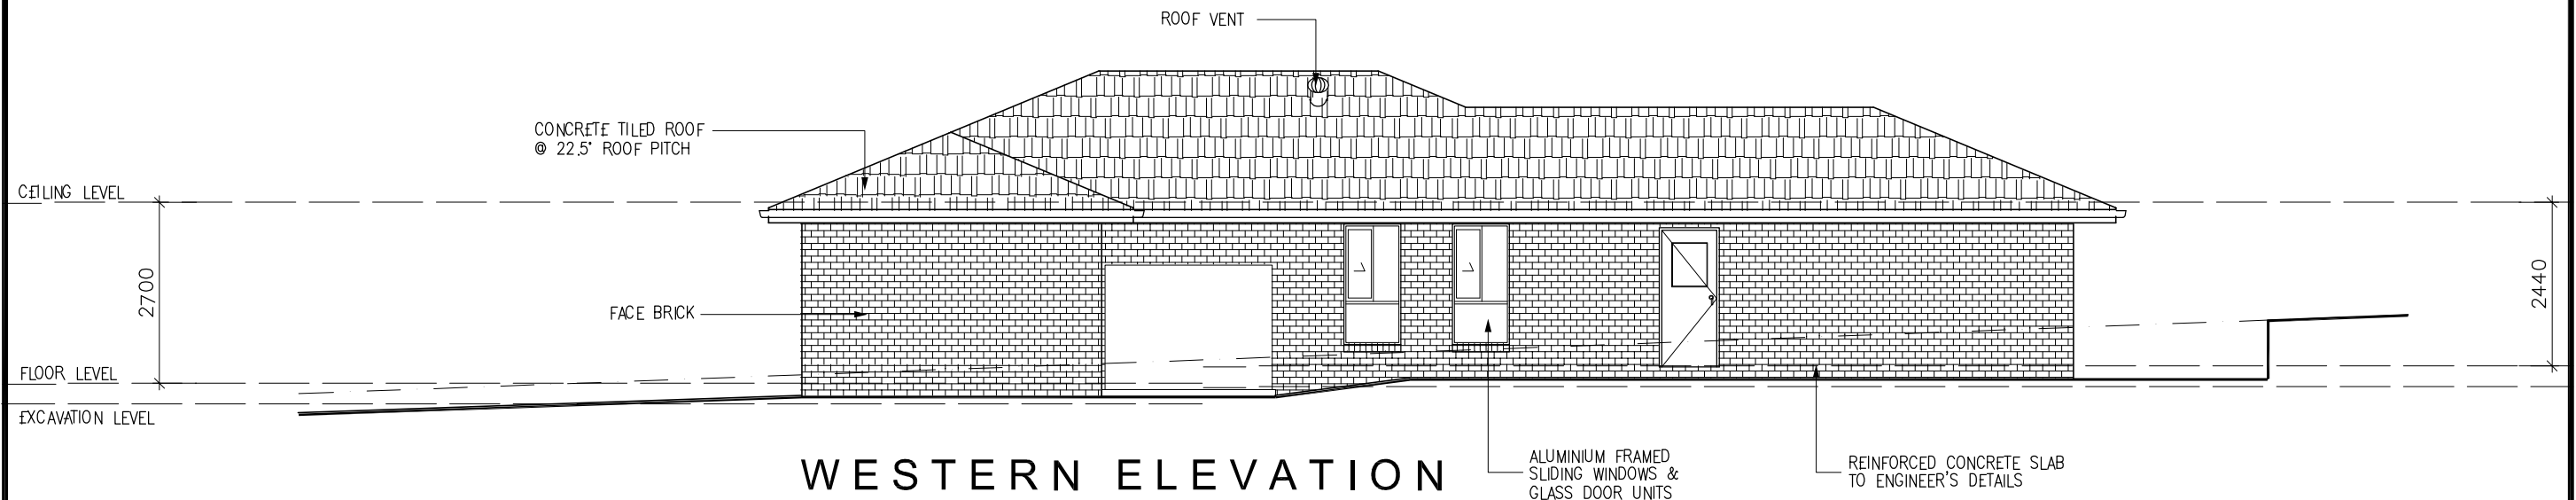 ROOF VENT
CONCRETE TILED ROOF
@ 22.5° ROOF PITCH
CEILING LEVEL
2700
2440
FACE BRICK
FLOOR LEVEL
EXCAVATION LEVEL
WESTERN ELEVATION
ALUMINIUM FRAMED
SLIDING WINDOWS &
GLASS DOOR UNITS
REINFORCED CONCRETE SLAB
TO ENGINEER'S DETAILS